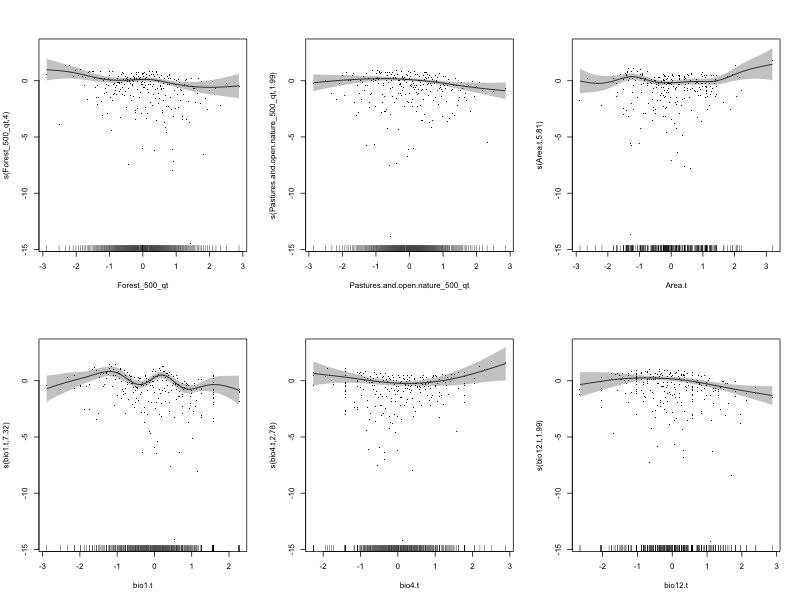 s(Forest_500_qt,4)
0
-5
-10
-15
-3 -2 -1 0 1 2 3
Forest_500_qt
s(Pastures.and.open.nature_500_qt,1.99)
0
-5
-10
-15
-3 -2 -1 0 1 2 3
Pastures.and.open.nature_500_qt
s(Area.t,5.81)
0
-5
-10
-15
-3 -2 -1 0 1 2 3
Area.t
s(bio1.t,7.32)
0
-5
-10
-15
-3 -2 -1 0 1 2
bio1.t
s(bio4.t,2.78)
0
-5
-10
-15
-2 -1 0 1 2 3
bio4.t
s(bio12.t,1.99)
0
-5
-10
-15
-2 -1 0 1 2 3
bio12.t